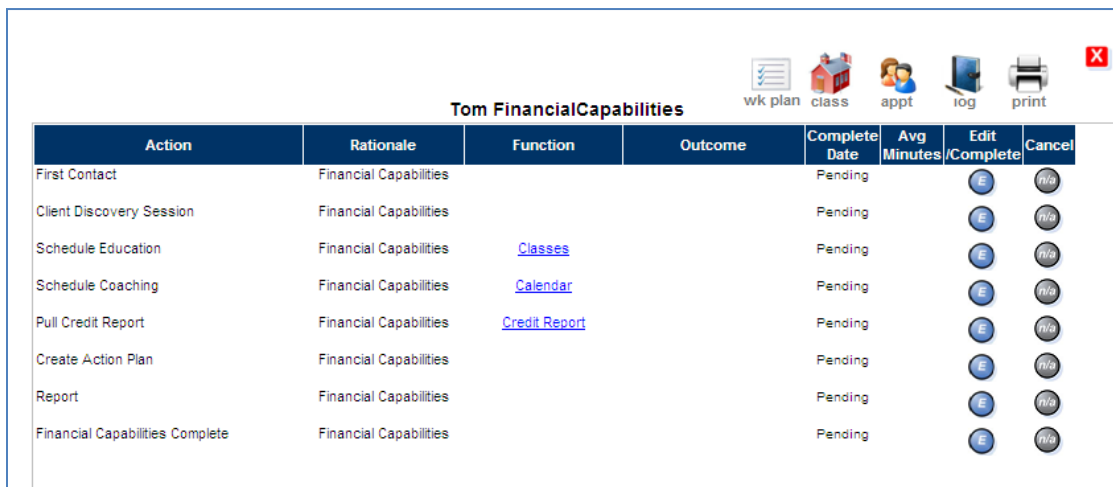 X
wk plan class appt log print
Tom FinancialCapabilities
Action Rationale Function Outcome Complete Date Avg Minutes Edit /Complete Cancel
First Contact Financial Capabilities Pending E n/a
Client Discovery Session Financial Capabilities Pending E n/a
Schedule Education Financial Capabilities Classes Pending E n/a
Schedule Coaching Financial Capabilities Calendar Pending E n/a
Pull Credit Report Financial Capabilities Credit Report Pending E n/a
Create Action Plan Financial Capabilities Pending E n/a
Report Financial Capabilities Pending E n/a
Financial Capabilities Complete Financial Capabilities Pending E n/a